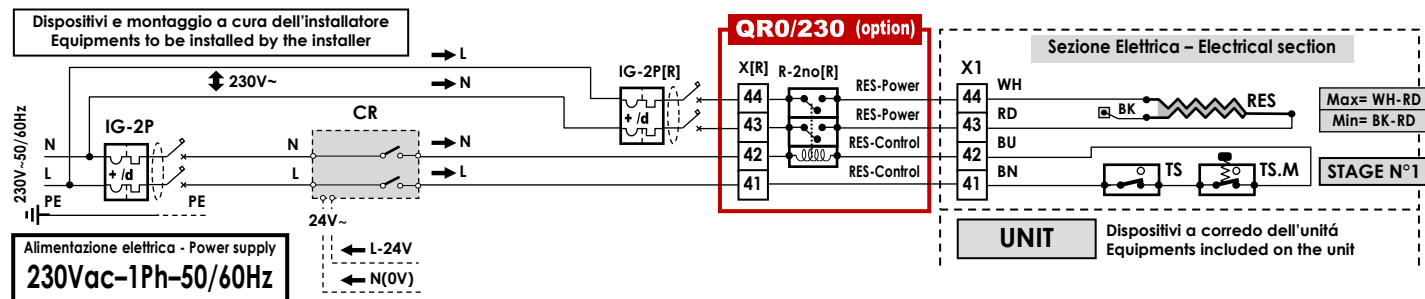 Dispositivi e montaggio a cura dell'installatore
Equipments to be installed by the installer
L
230V~
N
IG-2P[R]
+ /d
QR0/230 (option)
X[R]
R-2no[R]
44
43
42
41
RES-Power
RES-Power
RES-Control
RES-Control
Sezione Elettrica – Electrical section
X1
44
43
42
41
WH
RD
BU
BN
BK
RES
Max= WH-RD
Min= BK-RD
TS
TS.M
STAGE N°1
IG-2P
+ /d
CR
230V~50/60Hz
N
L
PE
PE
N
L
N
L
24V~
L-24V
N(0V)
UNIT
Dispositivi a corredo dell'unitá
Equipments included on the unit
Alimentazione elettrica - Power supply
230Vac–1Ph–50/60Hz